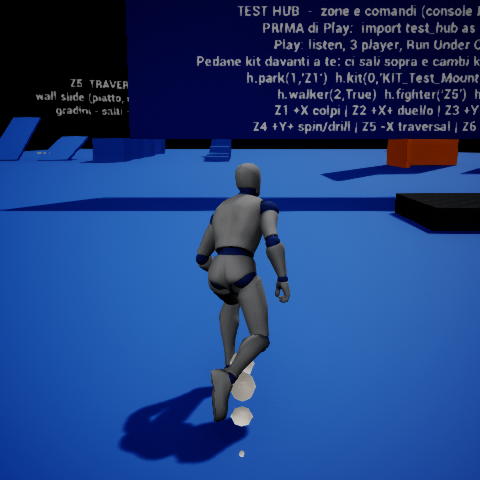 TEST HUB - zone e comandi (console
PRIMA di Play: import test_hub as
Play: listen, 3 player, Run Under
Pedane kit davanti a te: ci sali sopra e cambi
h.park(1,'Z1') h.kit(0,'KIT_Test_Mount
h.walker(2,True) h.fighter('Z5')
Z1 +X colpi | Z2 +X+ duello | Z3 +Y
Z4 +Y+ spin/drill | Z5 -X traversal | Z6
Z5 TRAVER
wall slide (piatto,
gradini - salti -